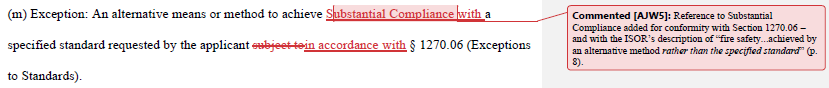 (m) Exception: An alternative means or method to achieve Substantial Compliance with a
specified standard requested by the applicant subject toin accordance with § 1270.06 (Exceptions
to Standards).
Commented [AJW5]: Reference to Substantial
Compliance added for conformity with Section 1270.06 –
and with the ISOR's description of "fire safety...achieved by
an alternative method rather than the specified standard" (p.
8).